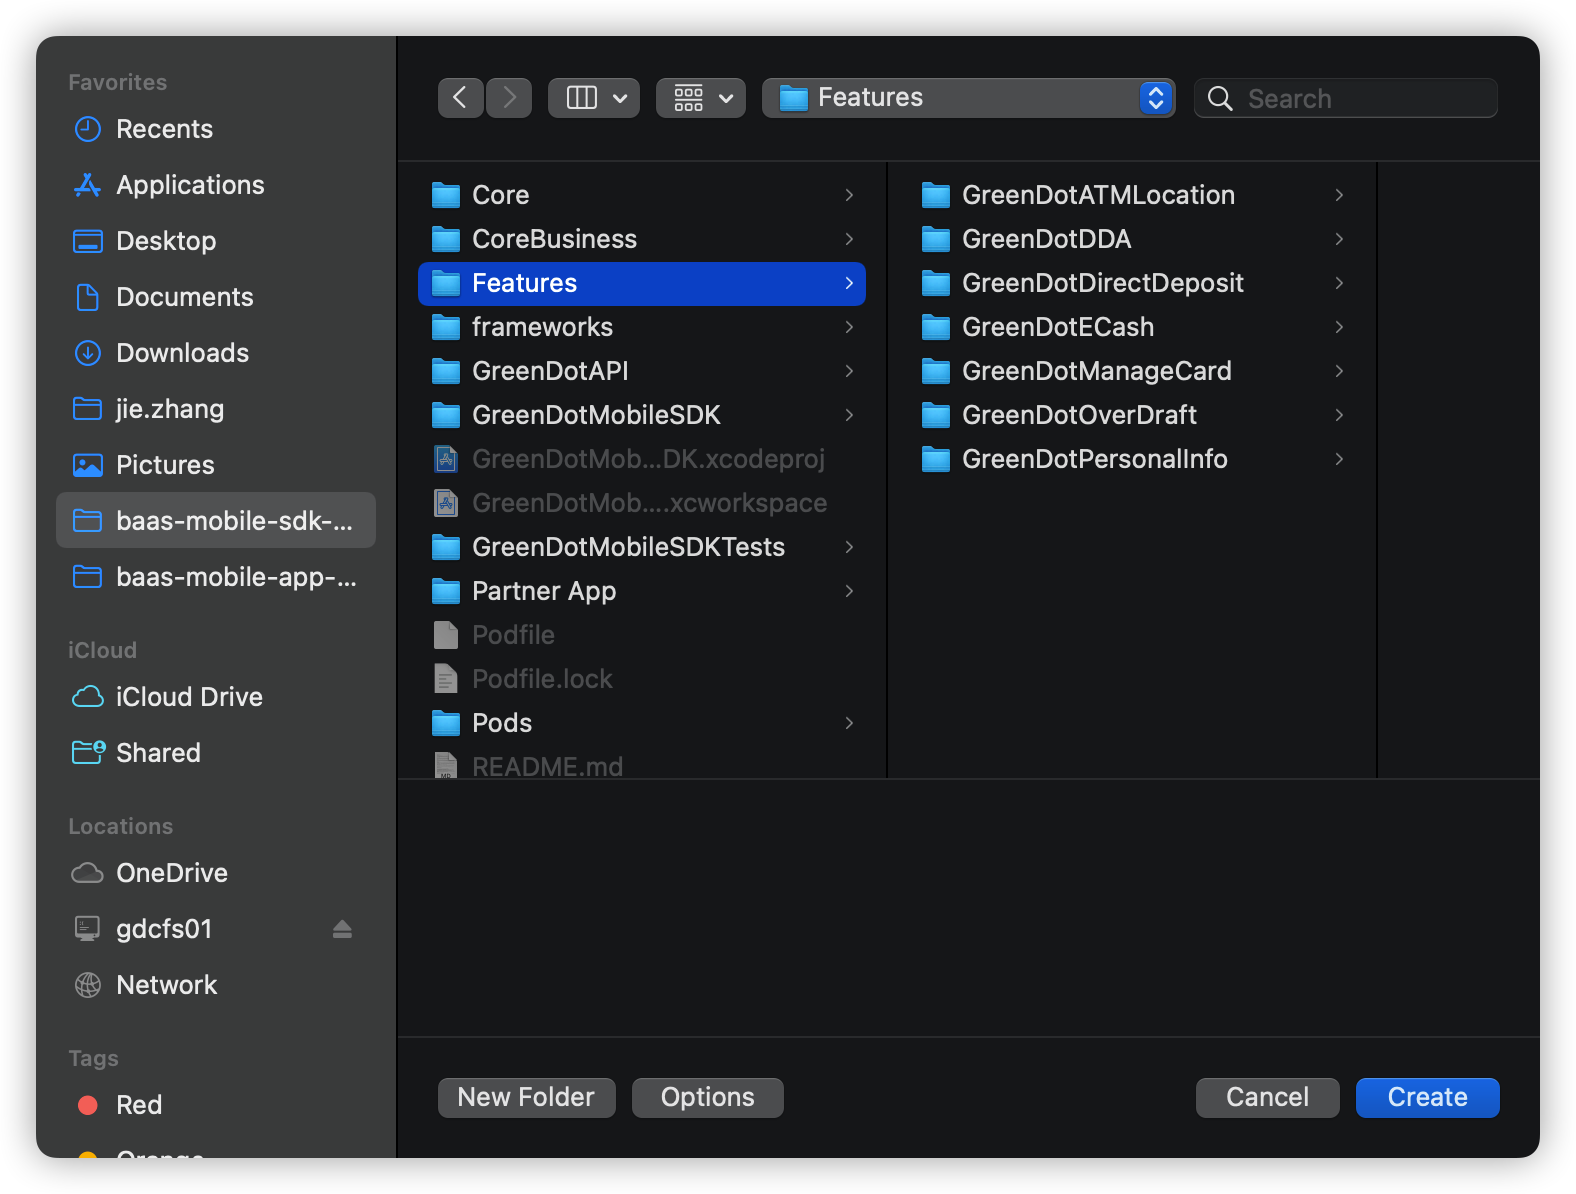 Favorites
Recents
Applications
Desktop
Documents
Downloads
jie.zhang
Pictures
baas-mobile-sdk-...
baas-mobile-app-...
iCloud
iCloud Drive
Shared
Locations
OneDrive
gdcfs01
Network
Tags
Red
Orange
Features
Search
Core
CoreBusiness
Features
frameworks
GreenDotAPI
GreenDotMobileSDK
GreenDotMob...DK.xcodeproj
GreenDotMob....xcworkspace
GreenDotMobileSDKTests
Partner App
Podfile
Podfile.lock
Pods
README.md
GreenDotATMLocation
GreenDotDDA
GreenDotDirectDeposit
GreenDotECash
GreenDotManageCard
GreenDotOverDraft
GreenDotPersonalInfo
New Folder
Options
Cancel
Create